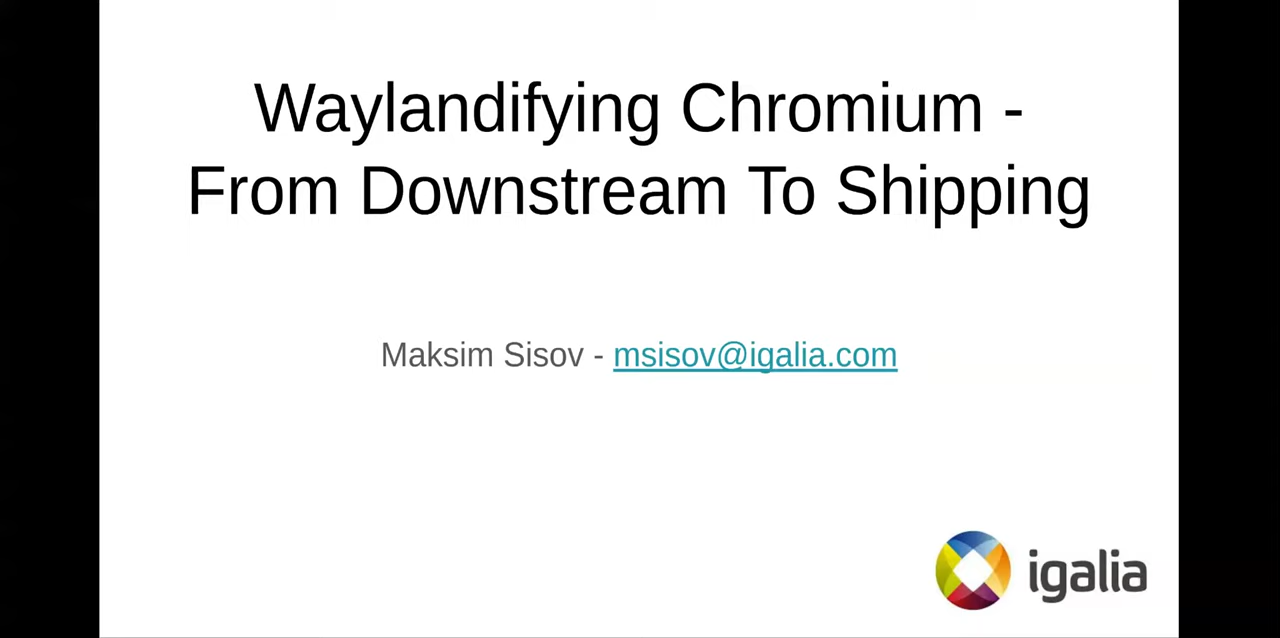 Waylandifying Chromium -
From Downstream To Shipping
Maksim Sisov - msisov@igalia.com
igalia